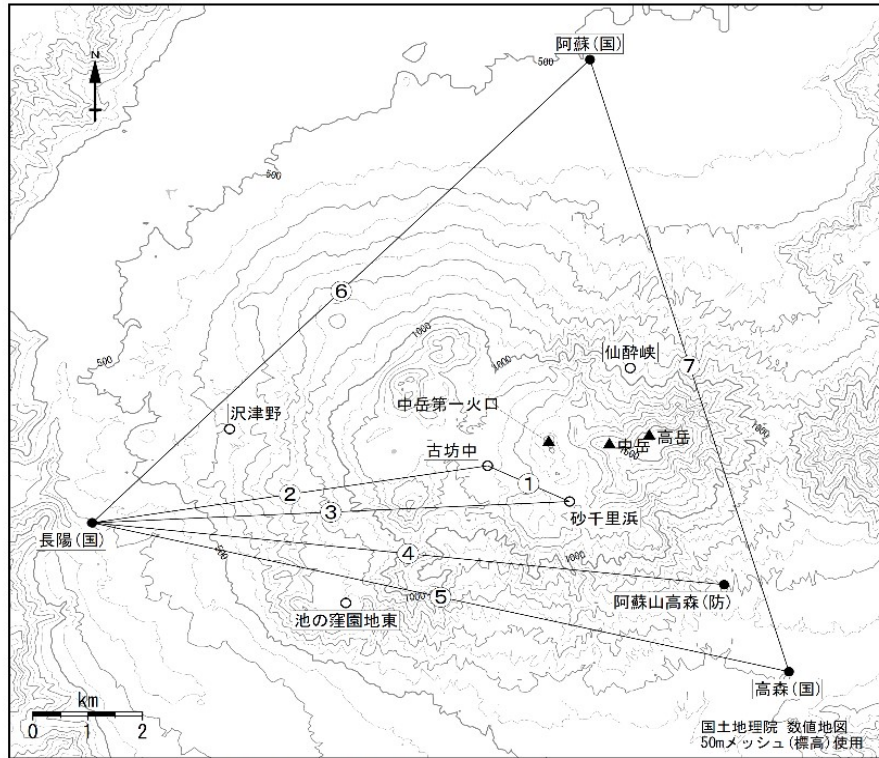 阿蘇(国)
500
N
500
⑥
1000
1000
仙酔峡
⑦
500
中岳第一火口
沢津野
高岳
中岳
1000
古坊中
②
①
③
砂千里浜
長陽(国)
④
500
1000
⑤
1000
阿蘇山高森(防)
池の窪園地東
高森(国)
km
0 1 2
国土地理院 数値地図
50mメッシュ(標高)使用